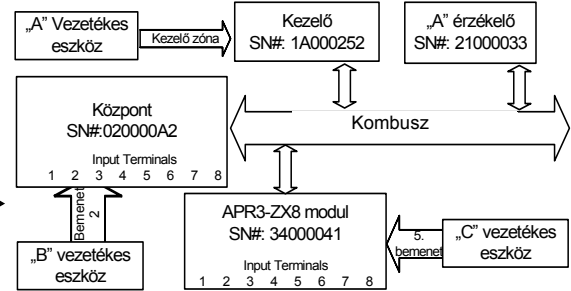 „A” Vezetékes
eszköz
Kezelő zóna
Kezelő
SN#: 1A000252
„A” érzékelő
SN#: 21000033
Központ
SN#:020000A2
Input Terminals
1 2 3 4 5 6 7 8
Kombusz
Bemenet
2
„B” vezetékes
eszköz
APR3-ZX8 modul
SN#: 34000041
Input Terminals
1 2 3 4 5 6 7 8
5.
bemenet
„C” vezetékes
eszköz